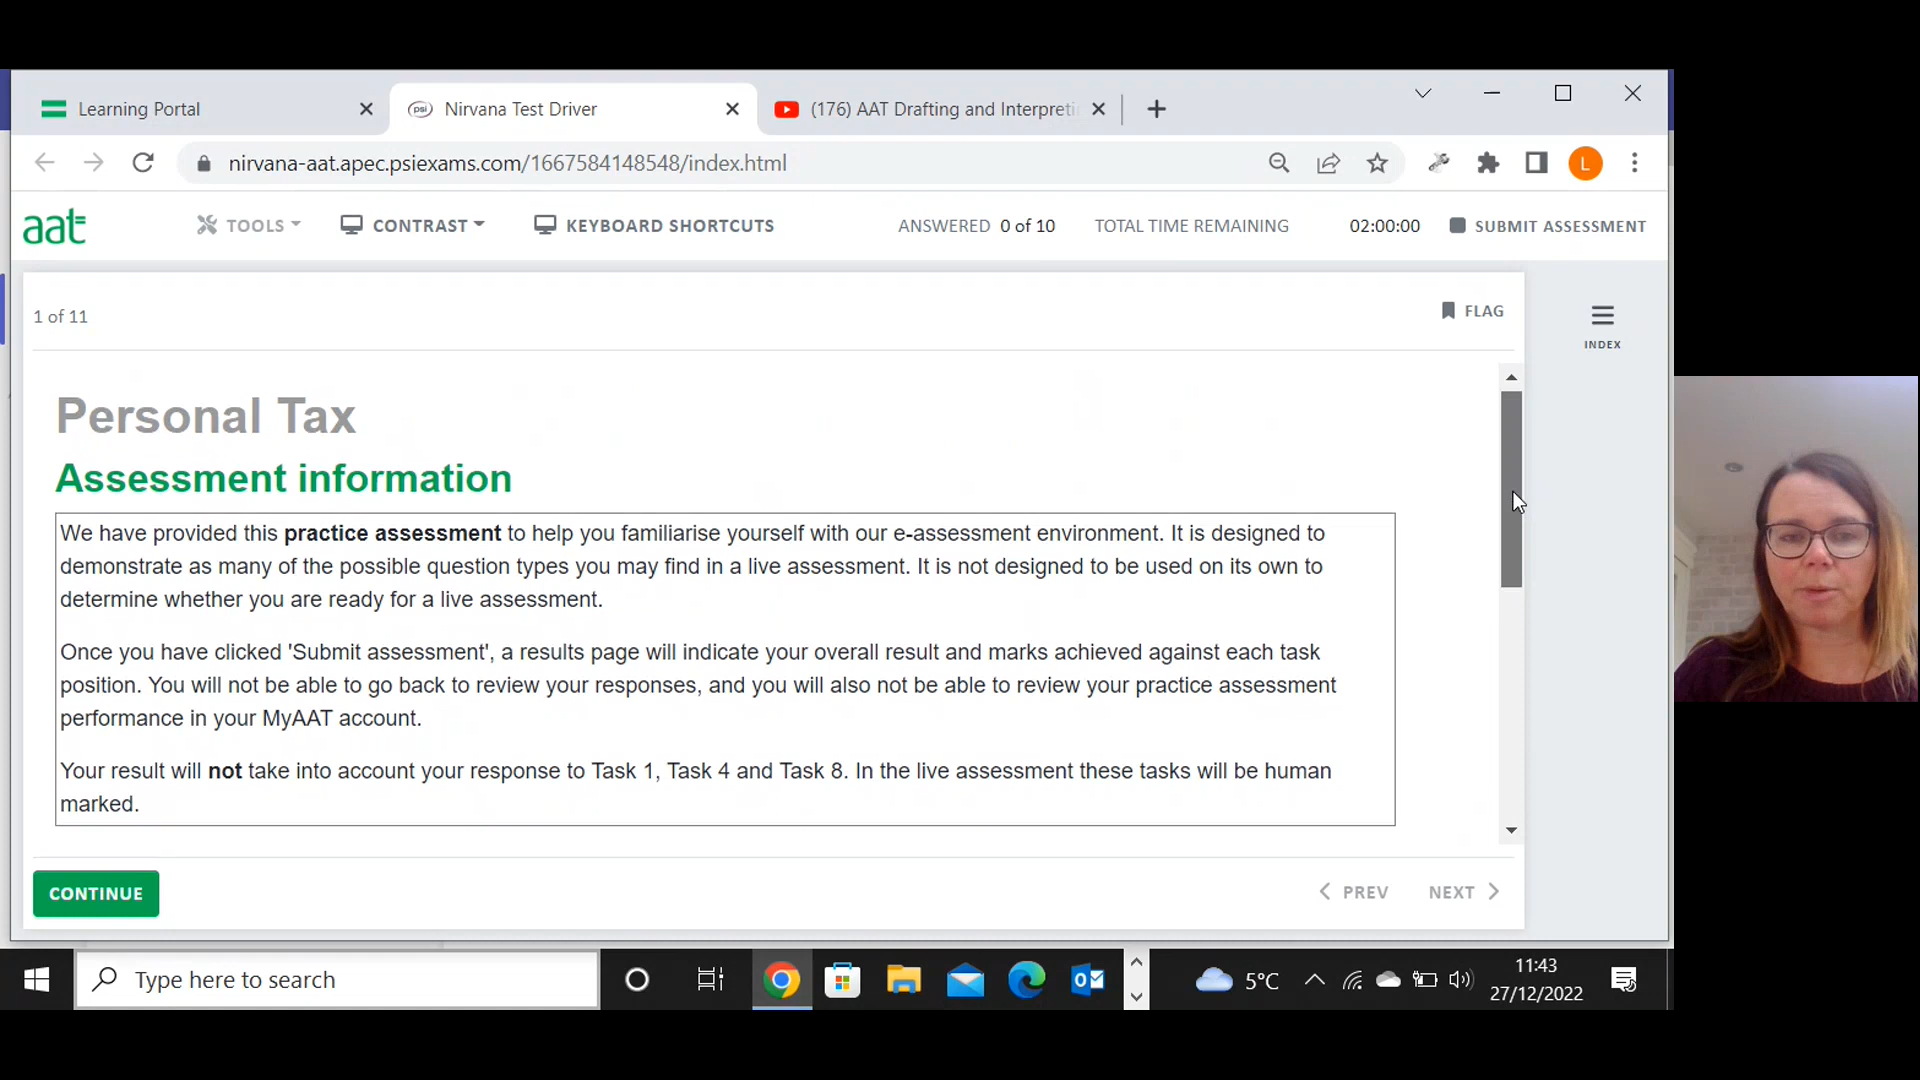 Learning Portal
psi Nirvana Test Driver
(176) AAT Drafting and Interpreti
nirvana-aat.apec.psiexams.com/1667584148548/index.html
L
aat
TOOLS
CONTRAST
KEYBOARD SHORTCUTS
ANSWERED 0 of 10
TOTAL TIME REMAINING 02:00:00
SUBMIT ASSESSMENT
1 of 11
FLAG
INDEX
Personal Tax
Assessment information
We have provided this practice assessment to help you familiarise yourself with our e-assessment environment. It is designed to
demonstrate as many of the possible question types you may find in a live assessment. It is not designed to be used on its own to
determine whether you are ready for a live assessment.
Once you have clicked 'Submit assessment', a results page will indicate your overall result and marks achieved against each task
position. You will not be able to go back to review your responses, and you will also not be able to review your practice assessment
performance in your MyAAT account.
Your result will not take into account your response to Task 1, Task 4 and Task 8. In the live assessment these tasks will be human
marked.
CONTINUE
PREV
NEXT
Type here to search
5°C
11:43
27/12/2022